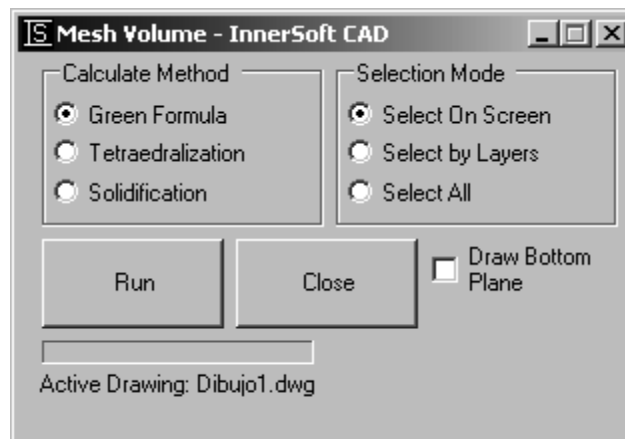 IS Mesh Volume - InnerSoft CAD
Calculate Method
Green Formula
Tetraedralization
Solidification
Selection Mode
Select On Screen
Select by Layers
Select All
Run
Close
Draw Bottom
Plane
Active Drawing: Dibujo1.dwg